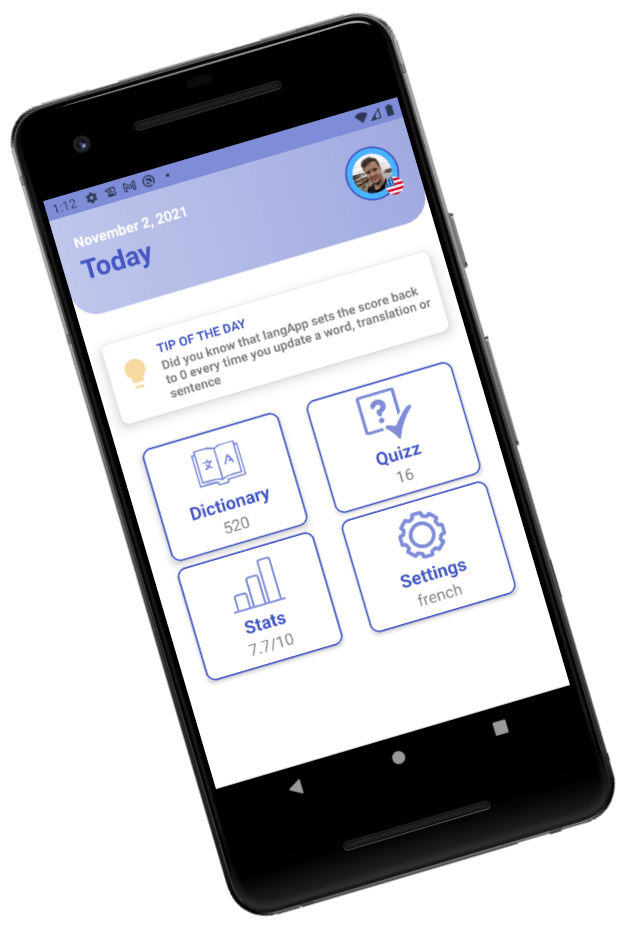 1:12
November 2, 2021
Today
TIP OF THE DAY
Did you know that langApp sets the score back
to 0 every time you update a word, translation or
sentence
Dictionary
520
Quizz
16
Stats
7.7/10
Settings
french